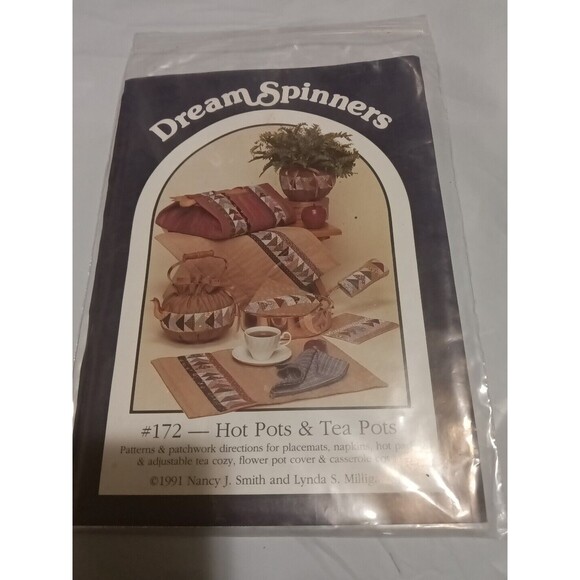 Dream Spinners
#172 — Hot Pots & Tea Pots
Patterns & patchwork directions for placemats, napkins, hot
& adjustable tea cozy, flower pot cover & casserole
©1991 Nancy J. Smith and Lynda S. Millig